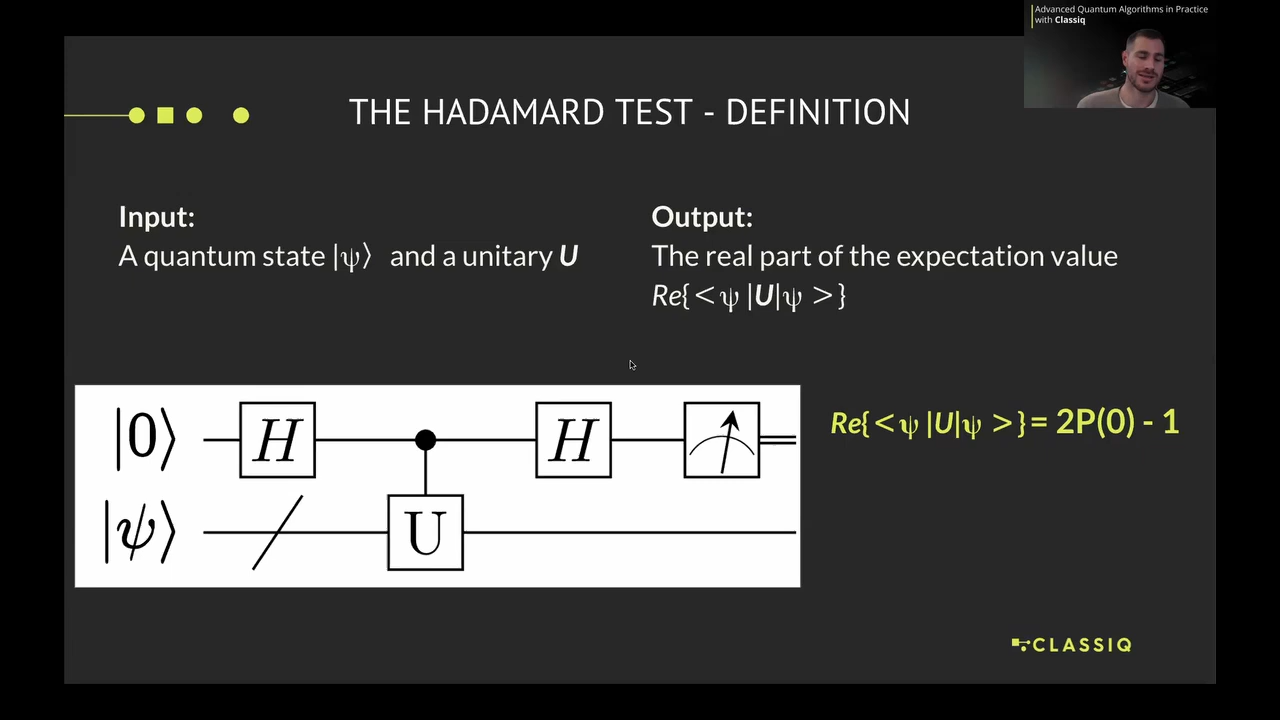 Advanced Quantum Algorithms in Practice
with Classiq
THE HADAMARD TEST - DEFINITION
Input:
A quantum state |ψ⟩ and a unitary U
Output:
The real part of the expectation value
Re{<ψ|U|ψ>}
|0⟩ H H
|ψ⟩ U
Re{<ψ|U|ψ>}= 2P(0) - 1
CLASSIQ